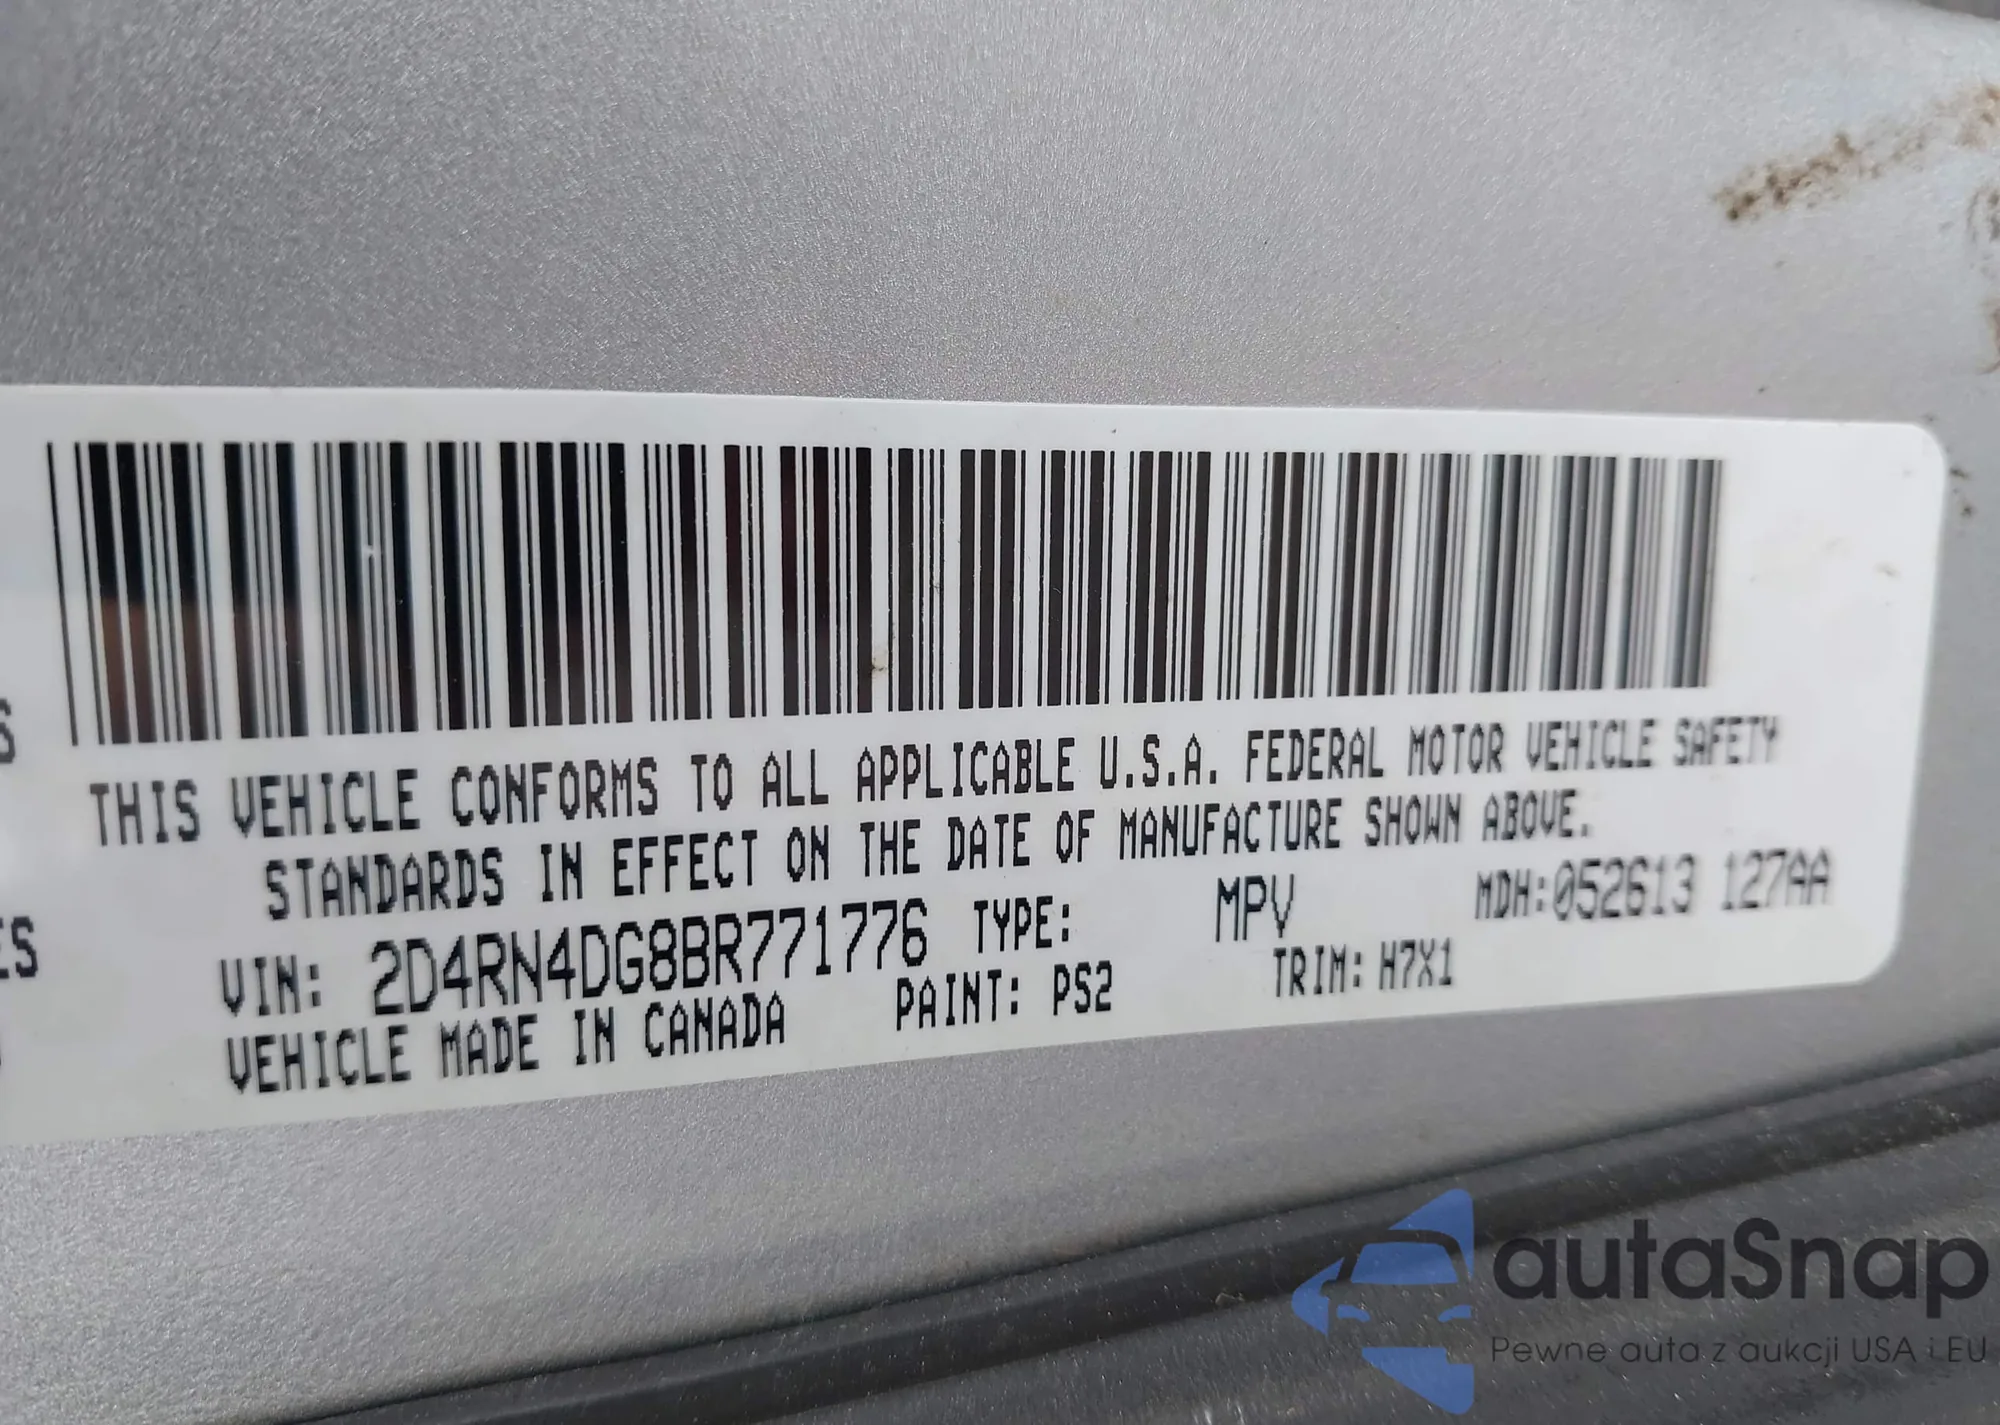 S
THIS VEHICLE CONFORMS TO ALL APPLICABLE U.S.A. FEDERAL MOTOR VEHICLE SAFETY
STANDARDS IN EFFECT ON THE DATE OF MANUFACTURE SHOWN ABOVE.
ES
VIN: 2D4RN4DG8BR771776 TYPE: MPV MDH:052613 127AA
VEHICLE MADE IN CANADA PAINT: PS2 TRIM: H7X1
autaSnap
Pewne auta z aukcji USA i EU